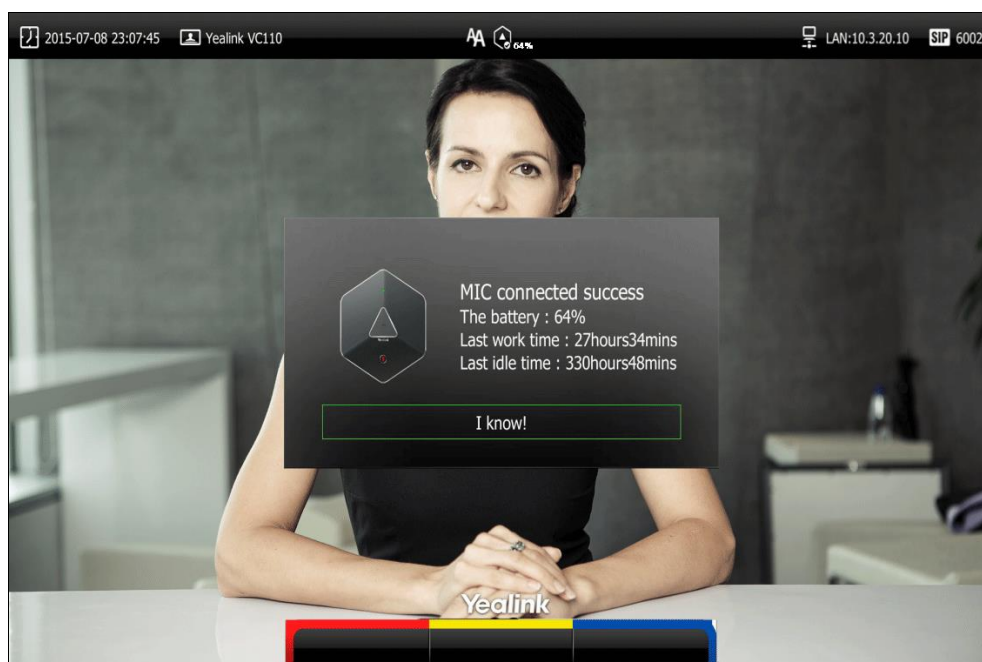 2015-07-08 23:07:45 Yealink VC110 AA 64% LAN:10.3.20.10 SIP 6002
MIC connected success
The battery : 64%
Last work time : 27hours34mins
Last idle time : 330hours48mins
I know!
Yealink